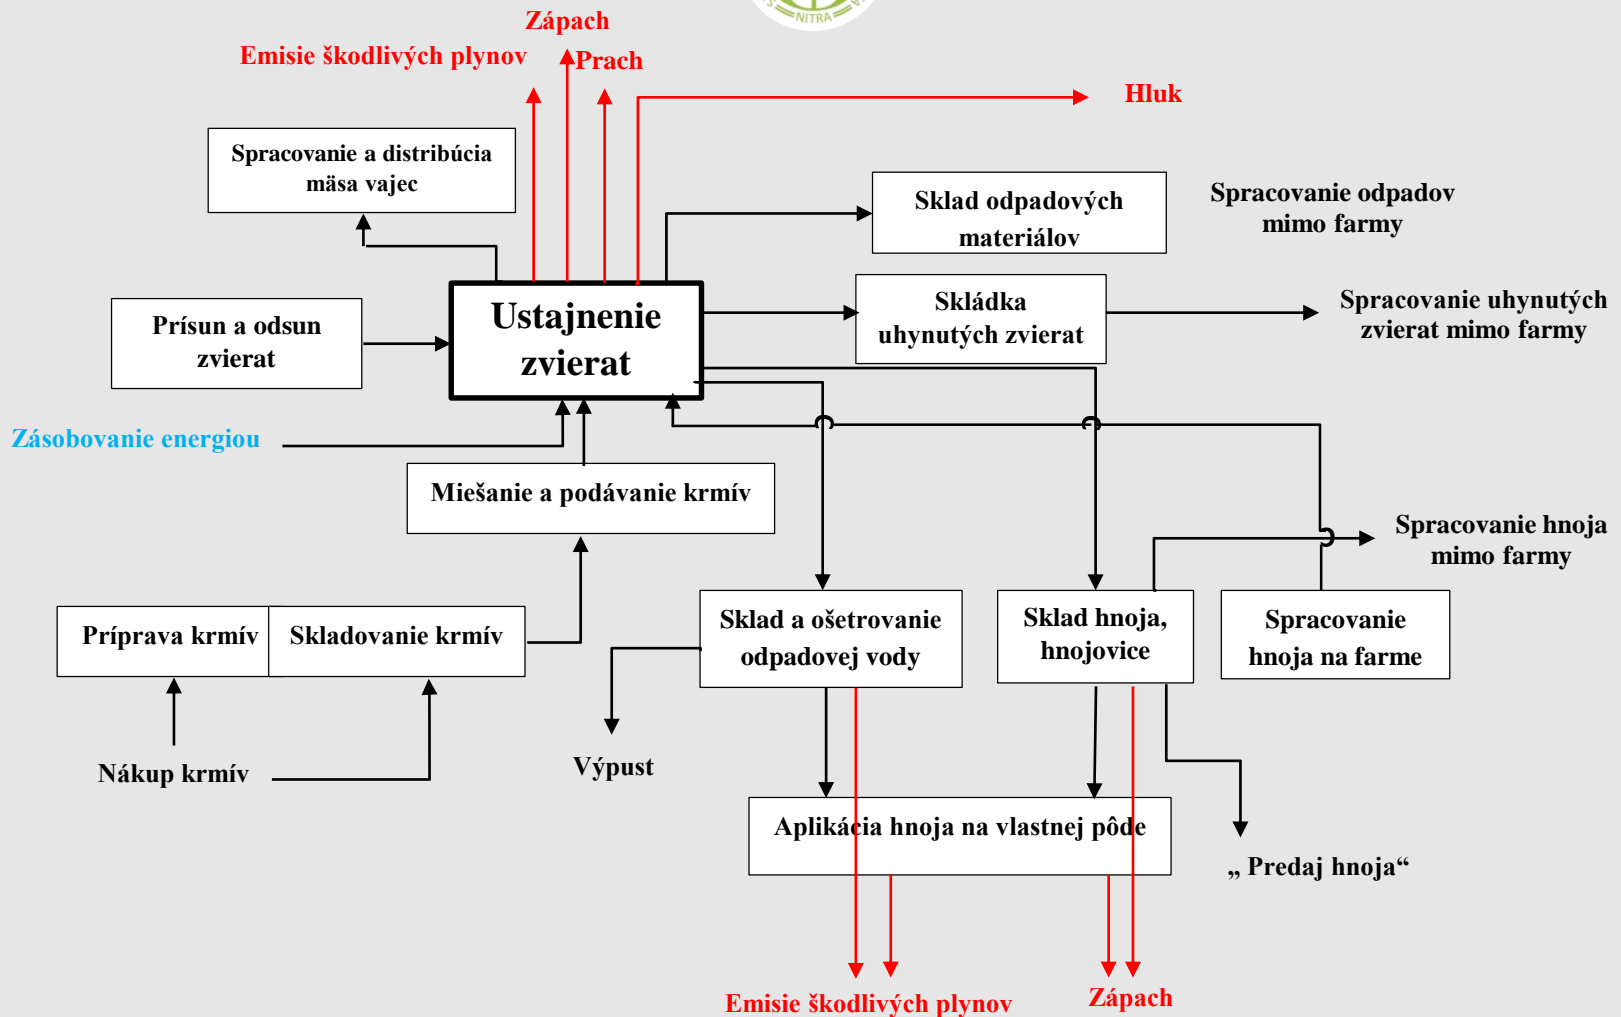 NITRA
Zápach
Emisie škodlivých plynov
Prach
Hluk
Spracovanie a distribúcia
mäsa vajec
Sklad odpadových
materiálov
Spracovanie odpadov
mimo farmy
Ustajnenie
zvierat
Prísun a odsun
zvierat
Skládka
uhynutých zvierat
Spracovanie uhynutých
zvierat mimo farmy
Zásobovanie energiou
Miešanie a podávanie krmív
Spracovanie hnoja
mimo farmy
Príprava krmív
Skladovanie krmív
Sklad a ošetrovanie
odpadovej vody
Sklad hnoja,
hnojovice
Spracovanie
hnoja na farme
Nákup krmív
Výpust
Aplikácia hnoja na vlastnej pôde
„ Predaj hnoja“
Emisie škodlivých plynov
Zápach